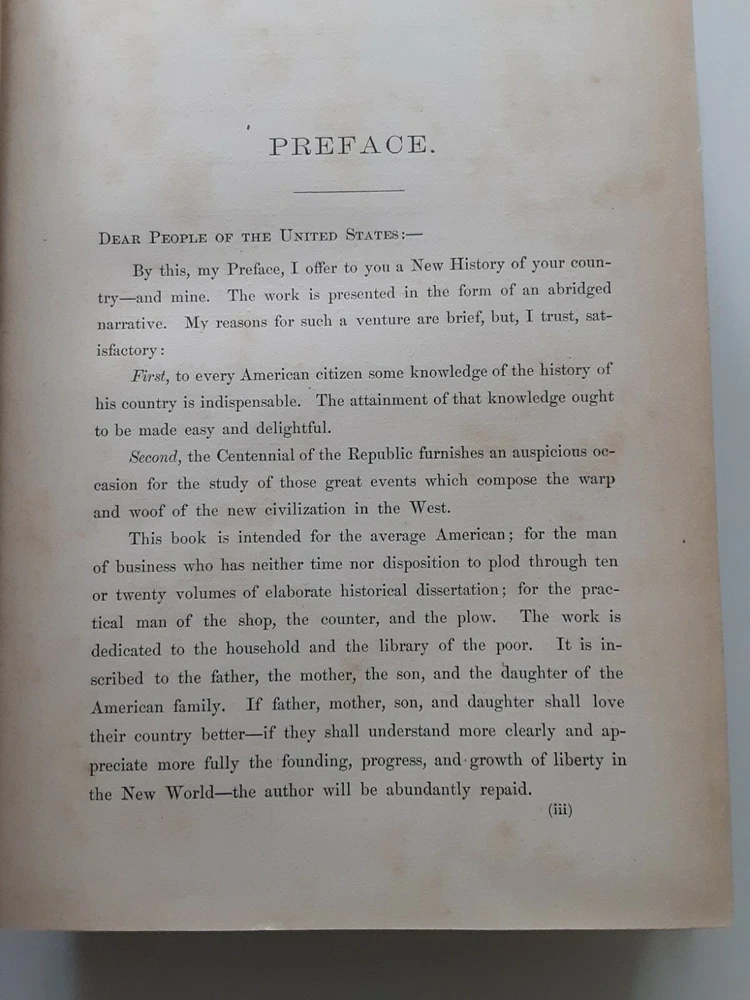 PREFACE.
DEAR PEOPLE OF THE UNITED STATES:—
By this, my Preface, I offer to you a New History of your coun-
try—and mine. The work is presented in the form of an abridged
narrative. My reasons for such a venture are brief, but, I trust, sat-
isfactory:
First, to every American citizen some knowledge of the history of
his country is indispensable. The attainment of that knowledge ought
to be made easy and delightful.
Second, the Centennial of the Republic furnishes an auspicious oc-
casion for the study of those great events which compose the warp
and woof of the new civilization in the West.
This book is intended for the average American; for the man
of business who has neither time nor disposition to plod through ten
or twenty volumes of elaborate historical dissertation; for the prac-
tical man of the shop, the counter, and the plow. The work is
dedicated to the household and the library of the poor. It is in-
scribed to the father, the mother, the son, and the daughter of the
American family. If father, mother, son, and daughter shall love
their country better—if they shall understand more clearly and ap-
preciate more fully the founding, progress, and growth of liberty in
the New World—the author will be abundantly repaid.
(iii)